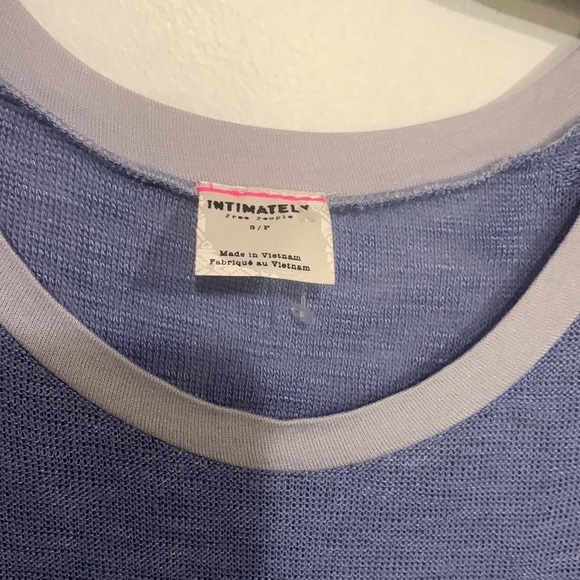 INTIMATELY
Free People
S/P
Made in Vietnam
Fabriqué au Vietnam